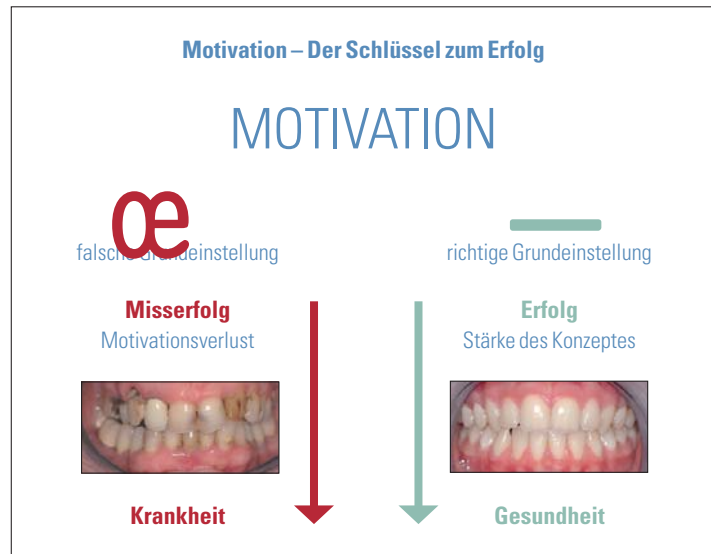 Motivation – Der Schlüssel zum Erfolg
MOTIVATION
œ
falsche Grundeinstellung
richtige Grundeinstellung
Misserfolg
Erfolg
Motivationsverlust
Stärke des Konzeptes
Krankheit
Gesundheit